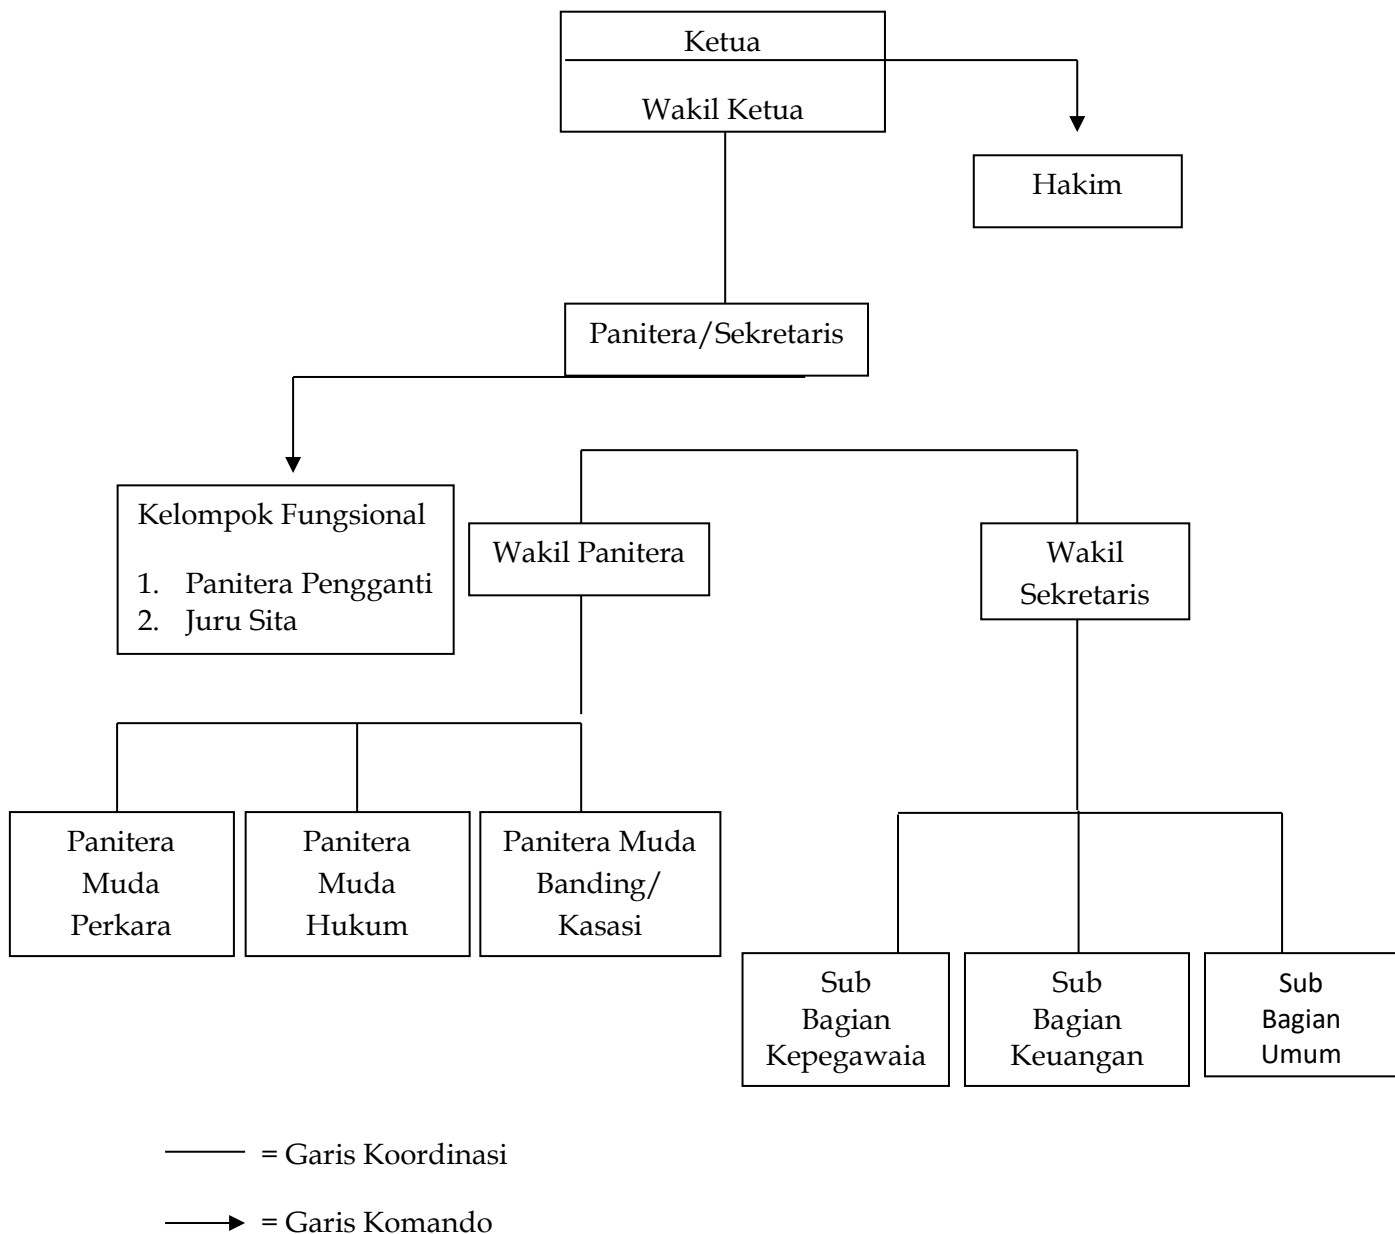 Ketua
Wakil Ketua
Hakim
Panitera/Sekretaris
Kelompok Fungsional
1. Panitera Pengganti
2. Juru Sita
Wakil Panitera
Wakil
Sekretaris
Panitera
Muda
Perkara
Panitera
Muda
Hukum
Panitera Muda
Banding/
Kasasi
Sub
Bagian
Kepegawaia
Sub
Bagian
Keuangan
Sub
Bagian
Umum
= Garis Koordinasi
= Garis Komando